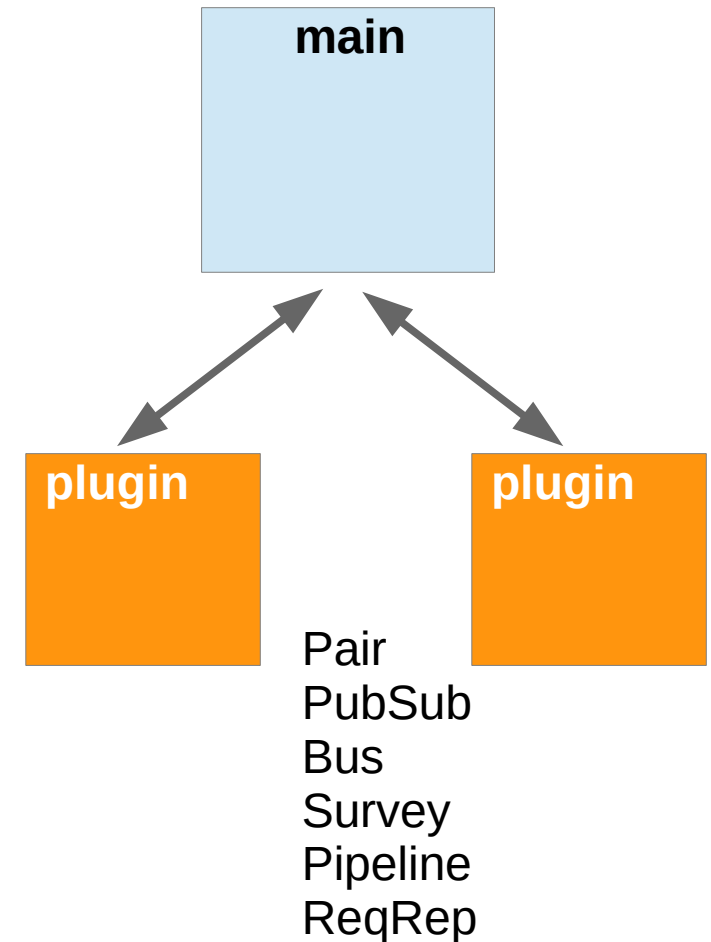 main
plugin
plugin
Pair
PubSub
Bus
Survey
Pipeline
ReqRep